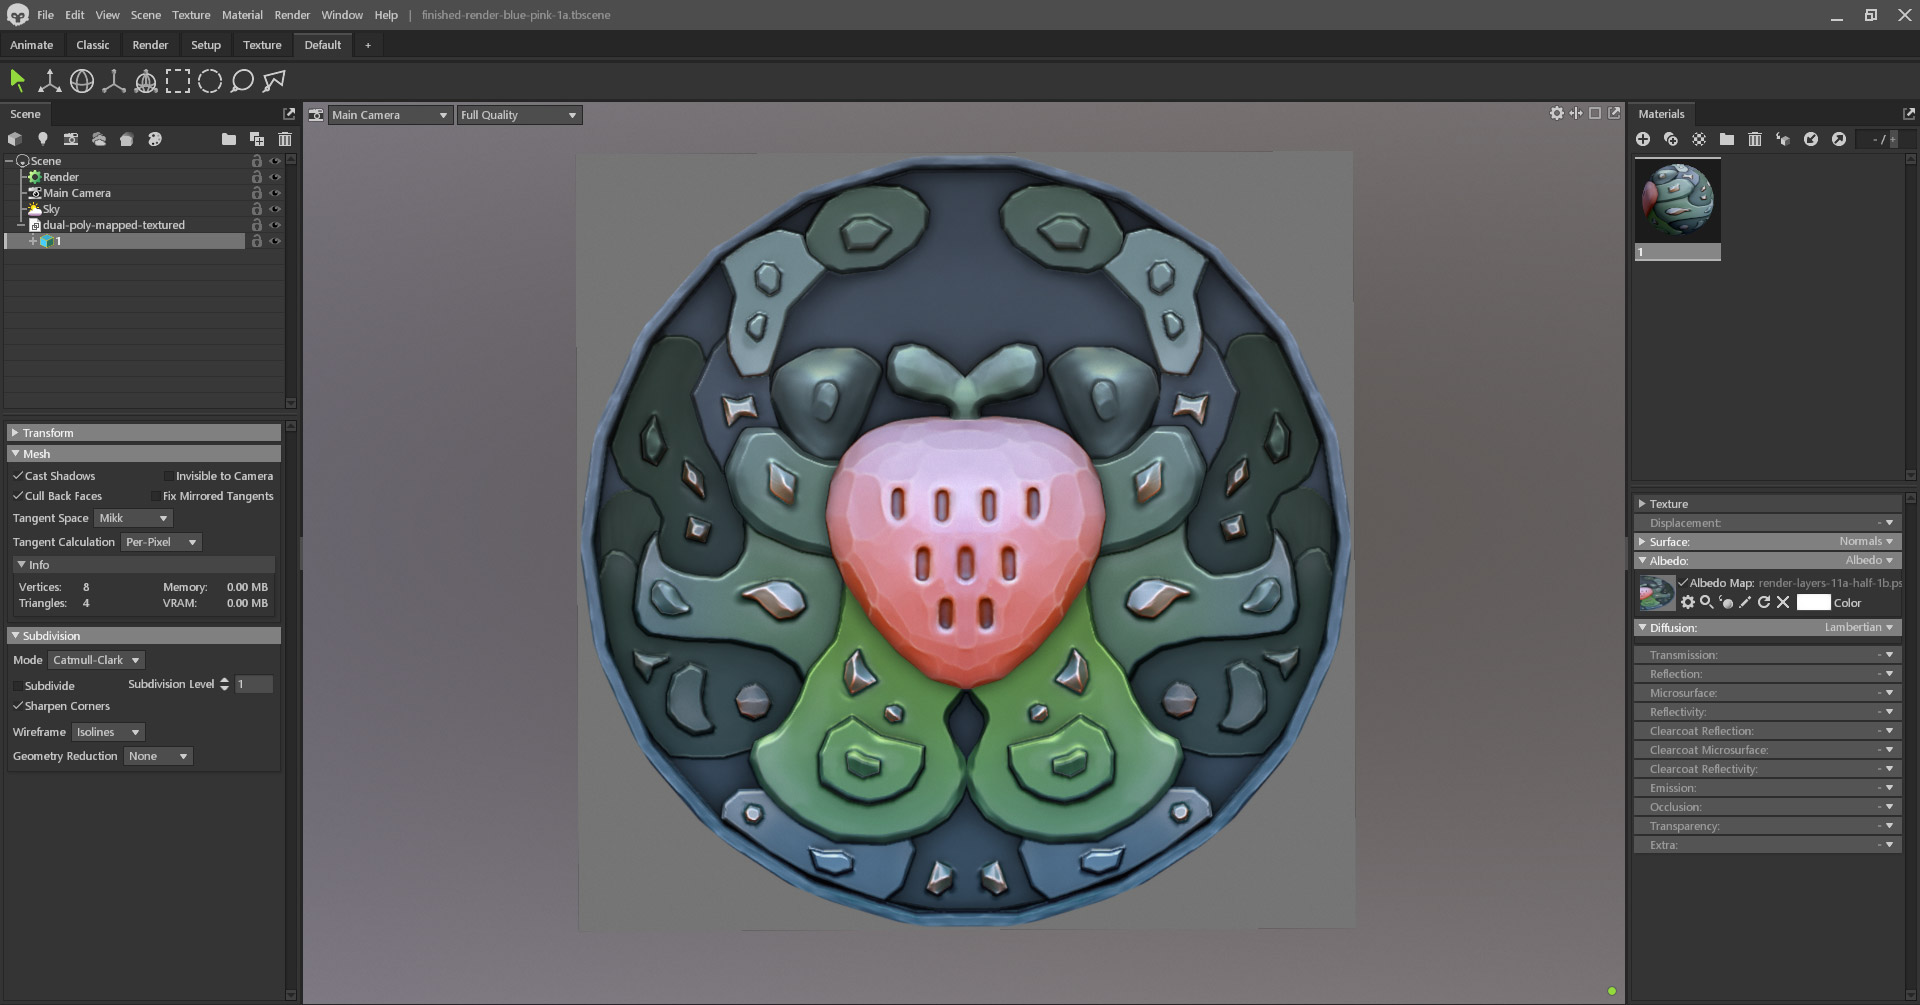 File Edit View Scene Texture Material Render Window Help | finished-render-blue-pink-1a.tbscene
Animate Classic Render Setup Texture Default +
Scene
Scene
Render
Main Camera
Sky
dual-poly-mapped-textured
1
Transform
Mesh
Cast Shadows Invisible to Camera
Cull Back Faces Fix Mirrored Tangents
Tangent Space Mikk
Tangent Calculation Per-Pixel
Info
Vertices: 8 Memory: 0.00 MB
Triangles: 4 VRAM: 0.00 MB
Subdivision
Mode Catmull-Clark
Subdivide Subdivision Level 1
Sharpen Corners
Wireframe Isolines
Geometry Reduction None
Main Camera Full Quality
Materials
- / +
1
Texture
Displacement: -
Surface: Normals
Albedo: Albedo
Albedo Map: render-layers-11a-half-1b.ps
Color
Diffusion: Lambertian
Transmission: -
Reflection: -
Microsurface: -
Reflectivity: -
Clearcoat Reflection: -
Clearcoat Microsurface: -
Clearcoat Reflectivity: -
Emission: -
Occlusion: -
Transparency: -
Extra: -